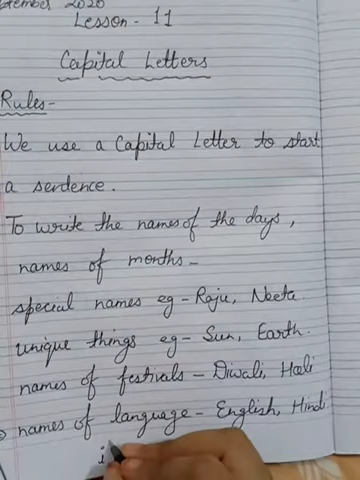 September 2020
Lesson - 11
Capital Letters
Rules -
We use a Capital Letter to start
a sentence.
To write the names of the days,
names of months -
special names eg - Raju, Neeta
unique things eg - Sun, Earth.
names of festivals - Diwali, Holi
names of language - English, Hindi
i